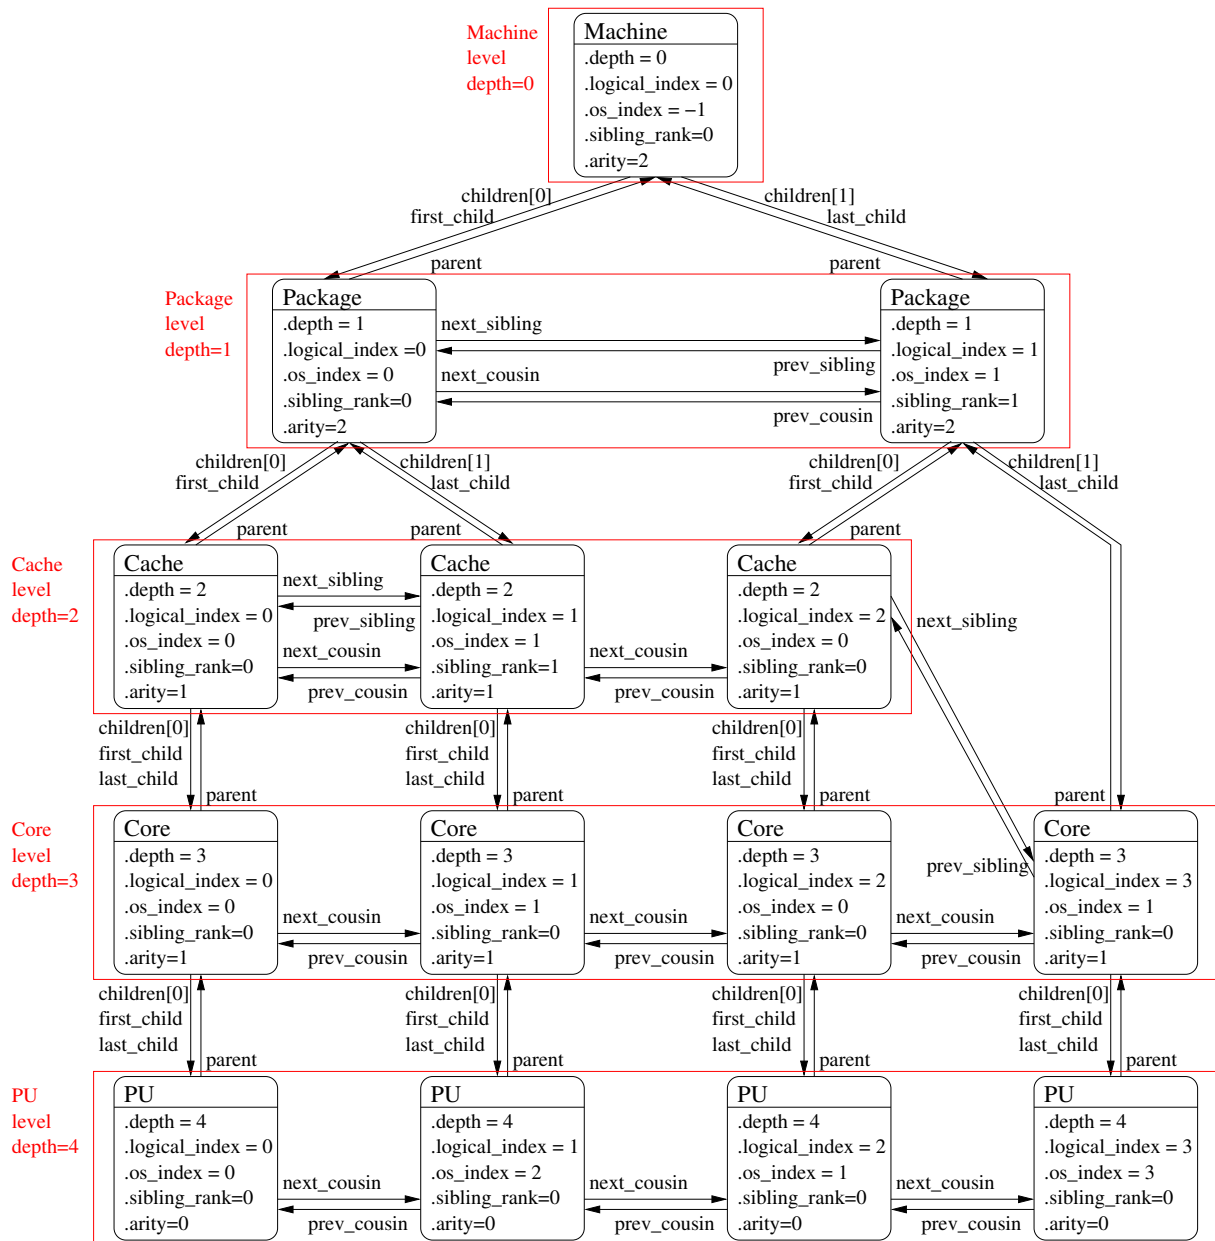 Machine
level
depth=0
Machine
.depth = 0
.logical_index = 0
.os_index = −1
.sibling_rank=0
.arity=2
children[0]
first_child
children[1]
last_child
parent
parent
Package
level
depth=1
Package
.depth = 1
.logical_index =0
.os_index = 0
.sibling_rank=0
.arity=2
next_sibling
prev_sibling
next_cousin
prev_cousin
Package
.depth = 1
.logical_index = 1
.os_index = 1
.sibling_rank=1
.arity=2
children[0]
first_child
children[1]
last_child
children[0]
first_child
children[1]
last_child
parent
parent
Cache
level
depth=2
Cache
.depth = 2
.logical_index = 0
.os_index = 0
.sibling_rank=0
.arity=1
next_sibling
prev_sibling
next_cousin
prev_cousin
Cache
.depth = 2
.logical_index = 1
.os_index = 1
.sibling_rank=1
.arity=1
next_cousin
prev_cousin
Cache
.depth = 2
.logical_index = 2
.os_index = 0
.sibling_rank=0
.arity=1
next_sibling
children[0]
first_child
last_child
parent
children[0]
first_child
last_child
parent
children[0]
first_child
last_child
parent
parent
Core
level
depth=3
Core
.depth = 3
.logical_index = 0
.os_index = 0
.sibling_rank=0
.arity=1
next_cousin
prev_cousin
Core
.depth = 3
.logical_index = 1
.os_index = 1
.sibling_rank=0
.arity=1
next_cousin
prev_cousin
Core
.depth = 3
.logical_index = 2
.os_index = 0
.sibling_rank=0
.arity=1
prev_sibling
next_cousin
prev_cousin
Core
.depth = 3
.logical_index = 3
.os_index = 1
.sibling_rank=0
.arity=1
children[0]
first_child
last_child
parent
children[0]
first_child
last_child
parent
children[0]
first_child
last_child
parent
children[0]
first_child
last_child
parent
PU
level
depth=4
PU
.depth = 4
.logical_index = 0
.os_index = 0
.sibling_rank=0
.arity=0
next_cousin
prev_cousin
PU
.depth = 4
.logical_index = 1
.os_index = 2
.sibling_rank=0
.arity=0
next_cousin
prev_cousin
PU
.depth = 4
.logical_index = 2
.os_index = 1
.sibling_rank=0
.arity=0
next_cousin
prev_cousin
PU
.depth = 4
.logical_index = 3
.os_index = 3
.sibling_rank=0
.arity=0